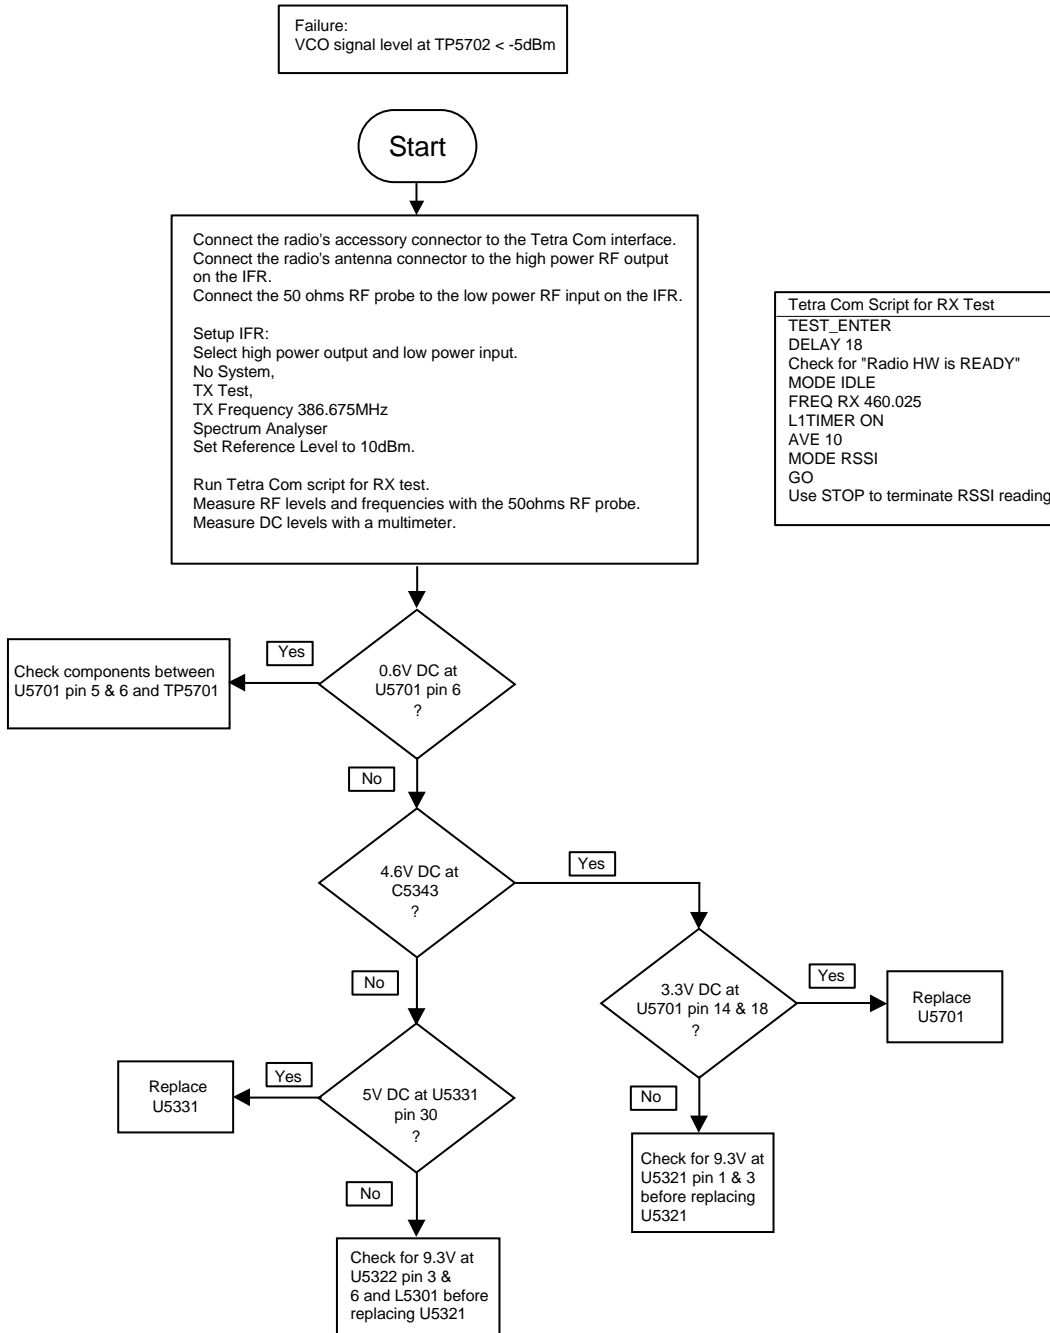 Failure:
VCO signal level at TP5702 < -5dBm
Start
Connect the radio's accessory connector to the Tetra Com interface.
Connect the radio's antenna connector to the high power RF output
on the IFR.
Connect the 50 ohms RF probe to the low power RF input on the IFR.
Setup IFR:
Select high power output and low power input.
No System,
TX Test,
TX Frequency 386.675MHz
Spectrum Analyser
Set Reference Level to 10dBm.
Run Tetra Com script for RX test.
Measure RF levels and frequencies with the 50ohms RF probe.
Measure DC levels with a multimeter.
Tetra Com Script for RX Test
TEST_ENTER
DELAY 18
Check for "Radio HW is READY"
MODE IDLE
FREQ RX 460.025
L1TIMER ON
AVE 10
MODE RSSI
GO
Use STOP to terminate RSSI reading
0.6V DC at
U5701 pin 6
?
Yes
Check components between
U5701 pin 5 & 6 and TP5701
No
4.6V DC at
C5343
?
Yes
3.3V DC at
U5701 pin 14 & 18
?
Yes
Replace
U5701
No
Check for 9.3V at
U5321 pin 1 & 3
before replacing
U5321
No
5V DC at U5331
pin 30
?
Yes
Replace
U5331
No
Check for 9.3V at
U5322 pin 3 &
6 and L5301 before
replacing U5321